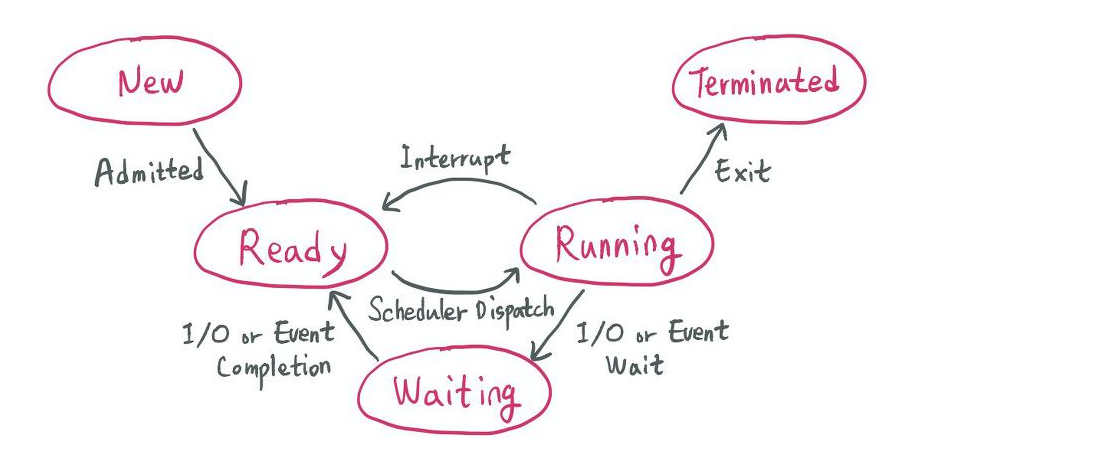 New
Terminated
Admitted
Interrupt
Exit
Ready
Running
Scheduler Dispatch
I/O or Event
Completion
I/O or Event
Wait
Waiting